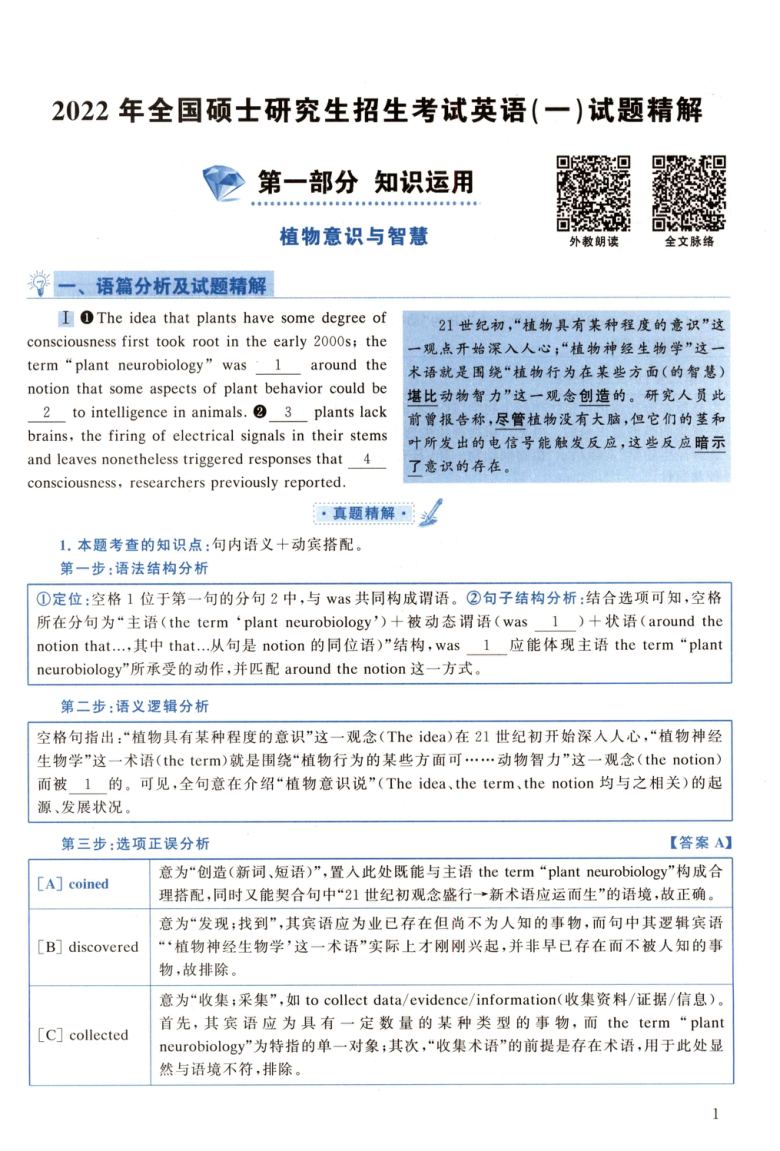 2022 年全国硕士研究生招生考试英语(一)试题精解
第一部分 知识运用
植物意识与智慧
外教朗读
全文脉络
一、语篇分析及试题精解
Ⅰ ❶The idea that plants have some degree of
consciousness first took root in the early 2000s; the
term “plant neurobiology” was 1 around the
notion that some aspects of plant behavior could be
2 to intelligence in animals. ❷ 3 plants lack
brains, the firing of electrical signals in their stems
and leaves nonetheless triggered responses that 4
consciousness, researchers previously reported.
21 世纪初,“植物具有某种程度的意识”这
一观点开始深入人心;“植物神经生物学”这一
术语就是围绕“植物行为在某些方面(的智慧)
堪比动物智力”这一观念创造的。研究人员此
前曾报告称,尽管植物没有大脑,但它们的茎和
叶所发出的电信号能触发反应,这些反应暗示
了意识的存在。
·真题精解·
1. 本题考查的知识点:句内语义+动宾搭配。
第一步:语法结构分析
①定位:空格 1 位于第一句的分句 2 中,与 was 共同构成谓语。②句子结构分析:结合选项可知,空格
所在分句为“主语(the term ‘plant neurobiology’)+被动态谓语(was 1 )+状语(around the
notion that...,其中 that...从句是 notion 的同位语)”结构,was 1 应能体现主语 the term “plant
neurobiology”所承受的动作,并匹配 around the notion 这一方式。
第二步:语义逻辑分析
空格句指出:“植物具有某种程度的意识”这一观念(The idea)在 21 世纪初开始深入人心,“植物神经
生物学”这一术语(the term)就是围绕“植物行为的某些方面可……动物智力”这一观念(the notion)
而被 1 的。可见,全句意在介绍“植物意识说”(The idea、the term、the notion 均与之相关)的起
源、发展状况。
第三步:选项正误分析
【答案 A】
[A] coined
意为“创造(新词、短语)”,置入此处既能与主语 the term “plant neurobiology”构成合
理搭配,同时又能契合句中“21 世纪初观念盛行→新术语应运而生”的语境,故正确。
[B] discovered
意为“发现;找到”,其宾语应为业已存在但尚不为人知的事物,而句中其逻辑宾语
“‘植物神经生物学’这一术语”实际上才刚刚兴起,并非早已存在而不被人知的事
物,故排除。
[C] collected
意为“收集;采集”,如 to collect data/evidence/information(收集资料/证据/信息)。
首先,其宾语应为具有一定数量的某种类型的事物,而 the term “plant
neurobiology”为特指的单一对象;其次,“收集术语”的前提是存在术语,用于此处显
然与语境不符,排除。
1